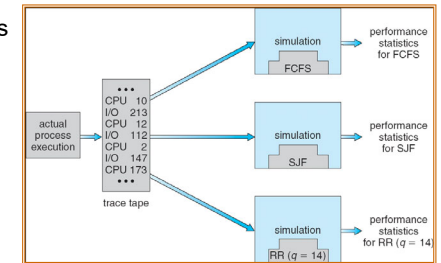 s
actual
process
execution
• • •
CPU 10
I/O 213
CPU 12
I/O 112
CPU 2
I/O 147
CPU 173
• • •
trace tape
simulation
FCFS
performance
statistics
for FCFS
simulation
SJF
performance
statistics
for SJF
simulation
RR (q = 14)
performance
statistics
for RR (q = 14)